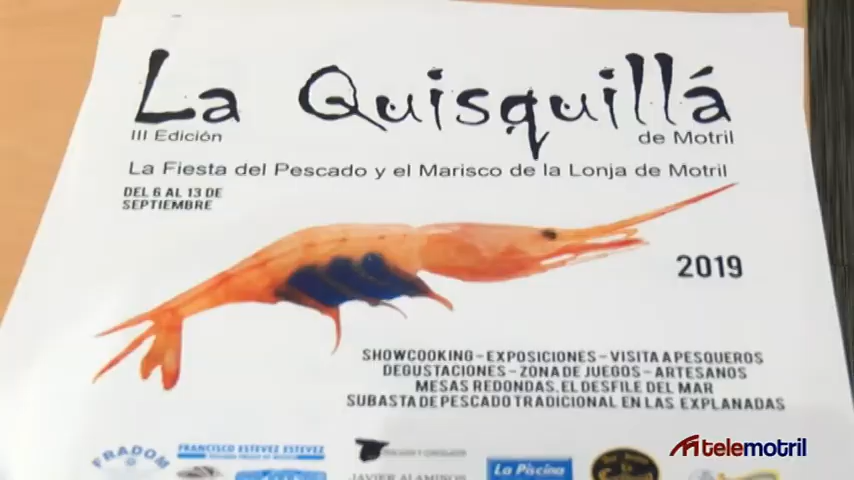 La Quisquillá
III Edición
de Motril
La Fiesta del Pescado y el Marisco de la Lonja de Motril
DEL 6 AL 13 DE
SEPTIEMBRE
2019
SHOWCOOKING - EXPOSICIONES - VISITA A PESQUEROS
DEGUSTACIONES - ZONA DE JUEGOS - ARTESANOS
MESAS REDONDAS, EL DESFILE DEL MAR
SUBASTA DE PESCADO TRADICIONAL EN LAS EXPLANADAS
FRADOM
FRANCISCO ESTEVEZ ESTEVEZ
JAVIER ALAMINOS
La Piscina
telemotril